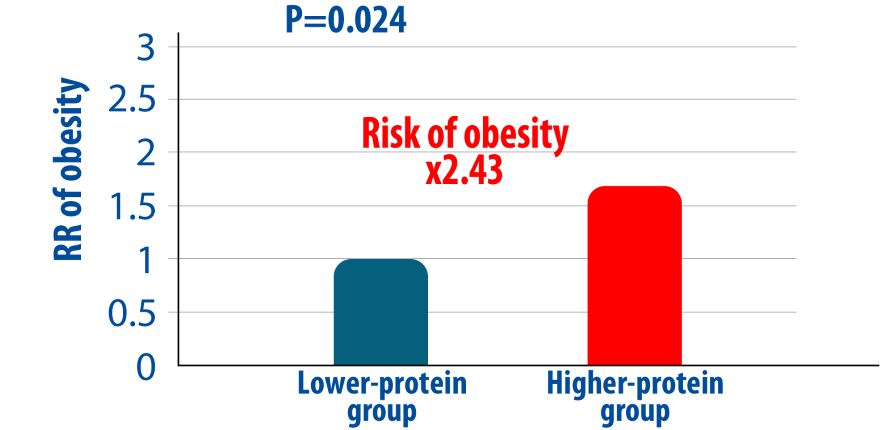 P=0.024
3
2.5
2
1.5
1
0.5
0
RR of obesity
Risk of obesity
x2.43
Lower-protein
group
Higher-protein
group